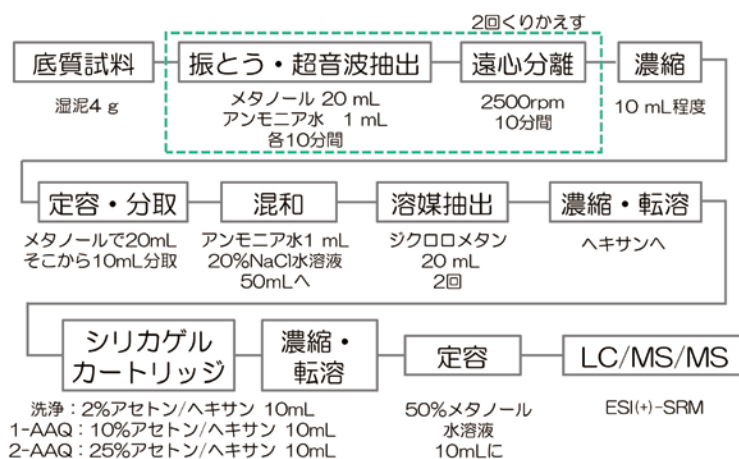 2回くりかえす
底質試料
湿泥4 g
振とう・超音波抽出
メタノール 20 mL
アンモニア水 1 mL
各10分間
遠心分離
2500rpm
10分間
濃縮
10 mL程度
定容・分取
メタノールで20mL
そこから10mL分取
混和
アンモニア水1 mL
20%NaCl水溶液
50mLへ
溶媒抽出
ジクロロメタン
20 mL
2回
濃縮・転溶
ヘキサンへ
シリカゲル
カートリッジ
洗浄：2%アセトン/ヘキサン 10mL
1-AAQ：10%アセトン/ヘキサン 10mL
2-AAQ：25%アセトン/ヘキサン 10mL
濃縮・
転溶
定容
50%メタノール
水溶液
10mLに
LC/MS/MS
ESI(+)-SRM